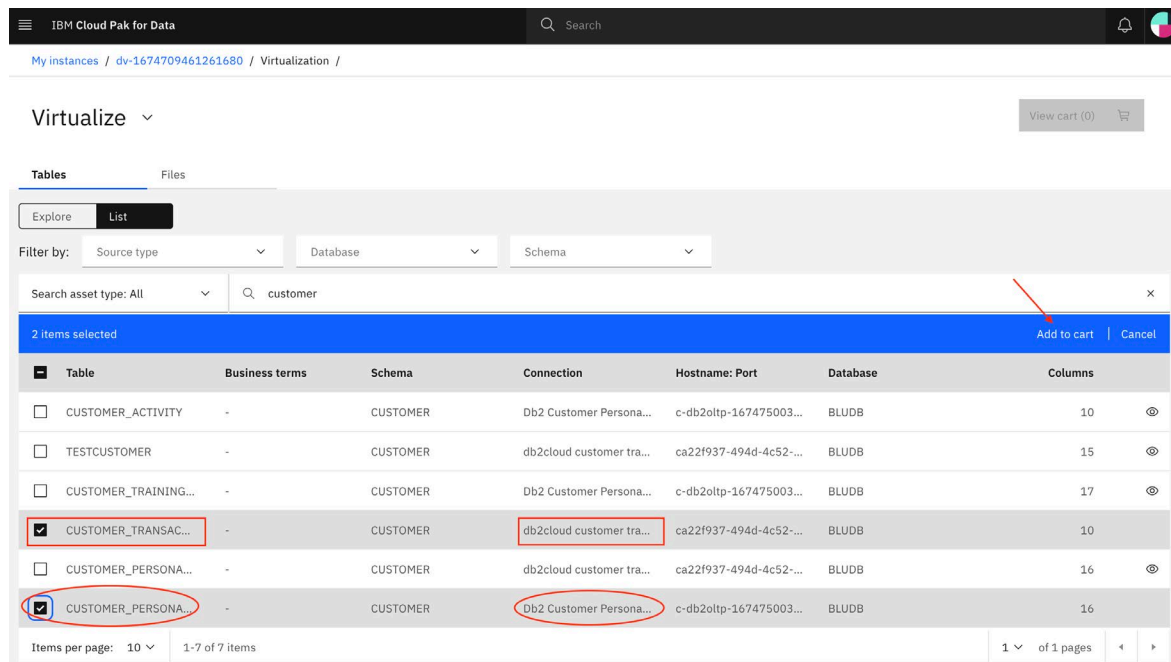 IBM Cloud Pak for Data Search
My instances / dv-1674709461261680 / Virtualization /
Virtualize View cart (0)
Tables Files
Explore List
Filter by: Source type Database Schema
Search asset type: All customer
2 items selected Add to cart | Cancel
Table Business terms Schema Connection Hostname: Port Database Columns
CUSTOMER_ACTIVITY - CUSTOMER Db2 Customer Persona... c-db2oltp-167475003... BLUDB 10
TESTCUSTOMER - CUSTOMER db2cloud customer tra... ca22f937-494d-4c52-... BLUDB 15
CUSTOMER_TRAINING... - CUSTOMER Db2 Customer Persona... c-db2oltp-167475003... BLUDB 17
CUSTOMER_TRANSAC... - CUSTOMER db2cloud customer tra... ca22f937-494d-4c52-... BLUDB 10
CUSTOMER_PERSONA... - CUSTOMER db2cloud customer tra... ca22f937-494d-4c52-... BLUDB 16
CUSTOMER_PERSONA... - CUSTOMER Db2 Customer Persona... c-db2oltp-167475003... BLUDB 16
Items per page: 10 1-7 of 7 items 1 of 1 pages